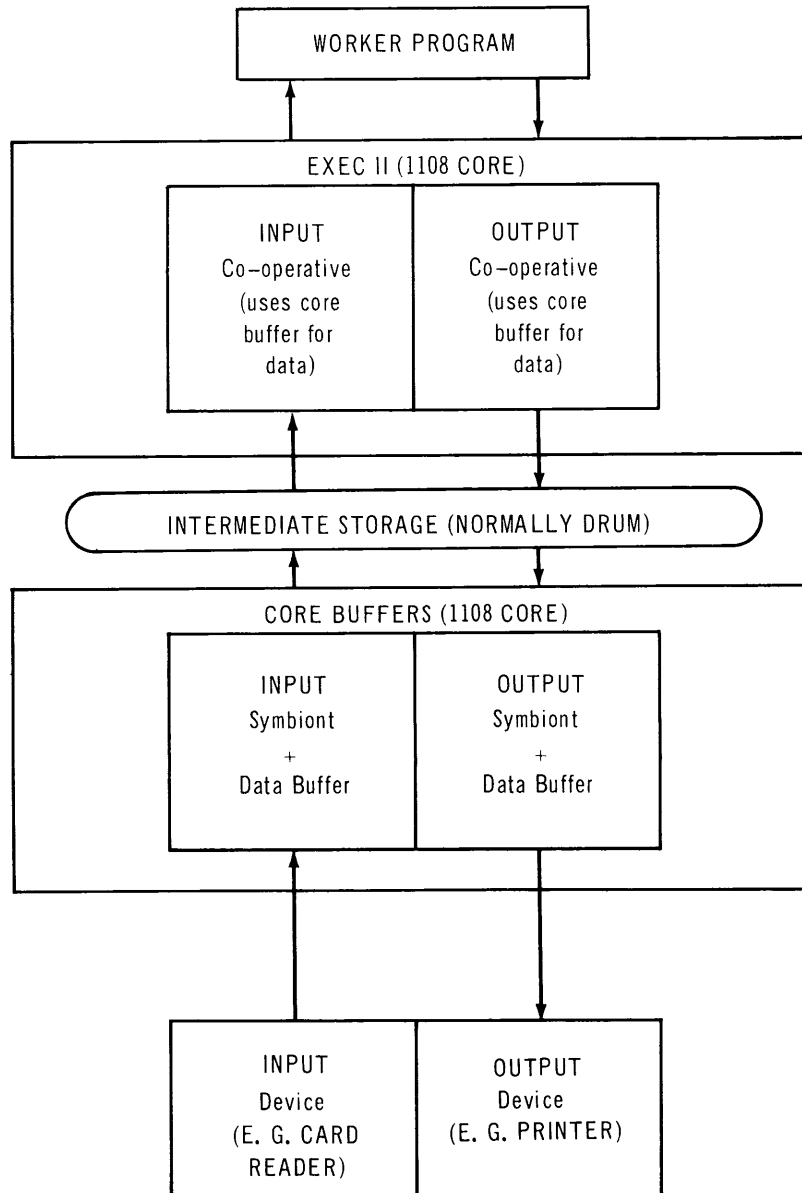 WORKER PROGRAM
EXEC II (1108 CORE)
INPUT
Co-operative
(uses core
buffer for
data)
OUTPUT
Co-operative
(uses core
buffer for
data)
INTERMEDIATE STORAGE (NORMALLY DRUM)
CORE BUFFERS (1108 CORE)
INPUT
Symbiont
+
Data Buffer
OUTPUT
Symbiont
+
Data Buffer
INPUT
Device
(E. G. CARD
READER)
OUTPUT
Device
(E. G. PRINTER)